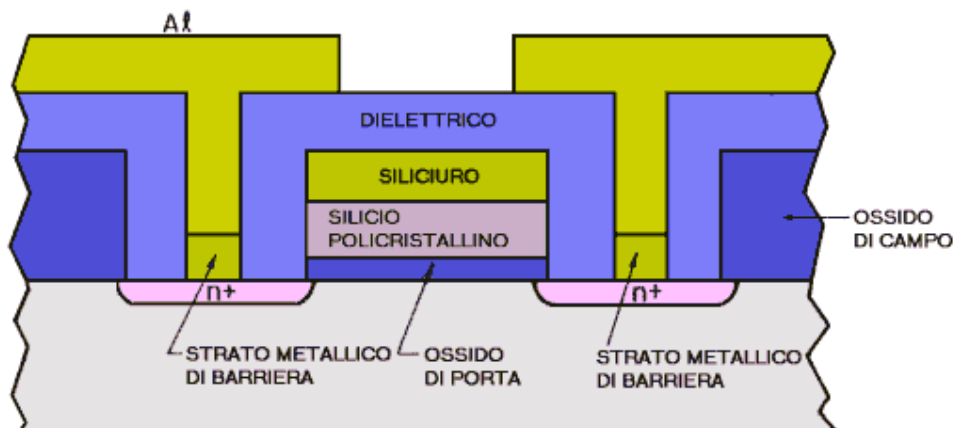 Al
DIELETTRICO
SILICIURO
SILICIO
POLICRISTALLINO
OSSIDO
DI CAMPO
n+
n+
STRATO METALLICO
DI BARRIERA
OSSIDO
DI PORTA
STRATO METALLICO
DI BARRIERA